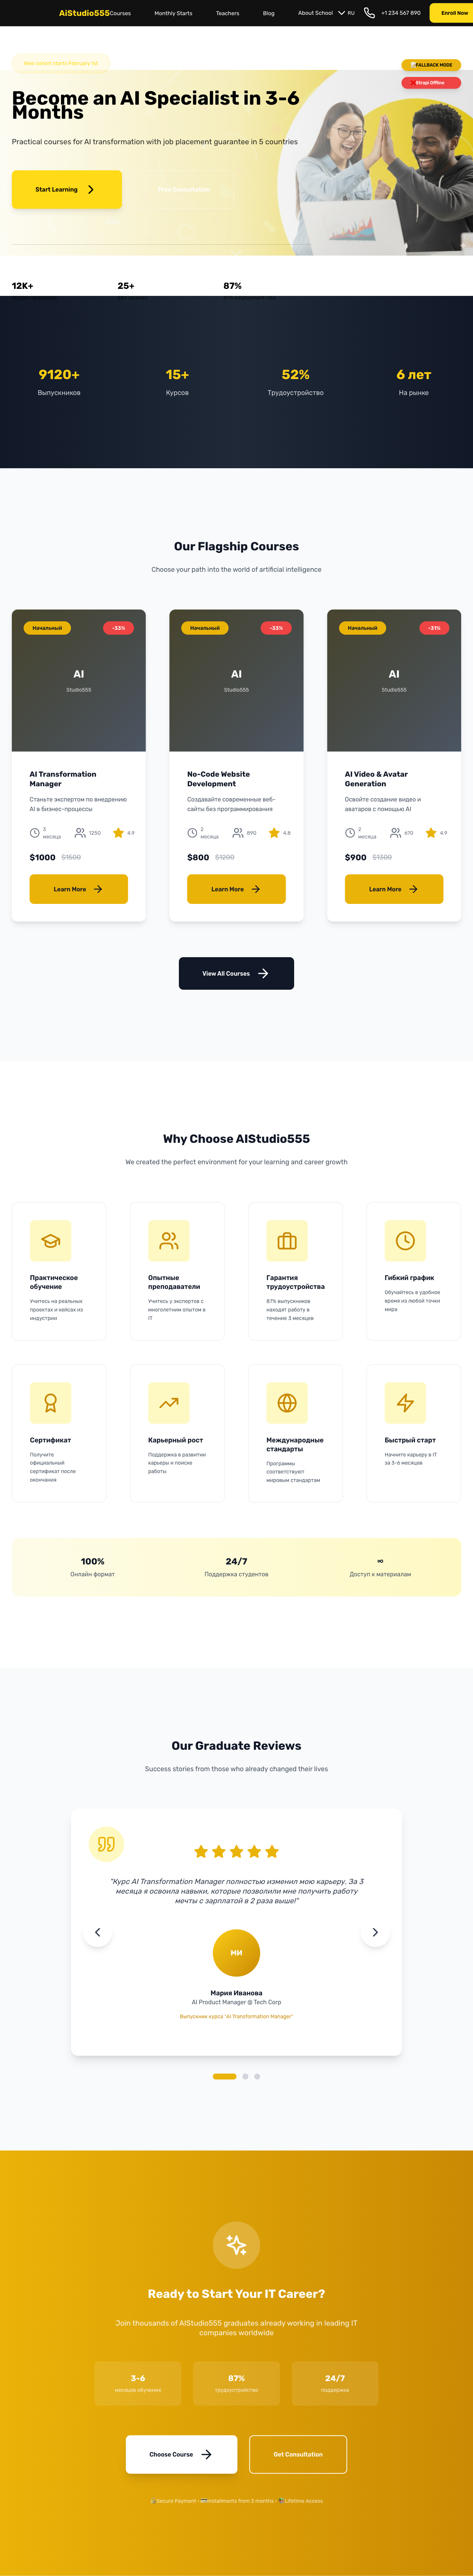 AiStudio555
Courses
Monthly Starts
Teachers
Blog
About School
RU
+1 234 567 890
Enroll Now
New cohort starts February 1st
FALLBACK MODE
Strapi Offline
Become an AI Specialist in 3-6
Months
Practical courses for AI transformation with job placement guarantee in 5 countries
Start Learning
Free Consultation
12K+
25+
87%
9120+
15+
52%
6 лет
Выпускников
Курсов
Трудоустройство
На рынке
Our Flagship Courses
Choose your path into the world of artificial intelligence
Начальный
-33%
AI
Studio555
AI Transformation
Manager
Станьте экспертом по внедрению
AI в бизнес-процессы
3
месяца
1250
4.9
$1000 $1500
Learn More
Начальный
-33%
AI
Studio555
No-Code Website
Development
Создавайте современные веб-
сайты без программирования
2
месяца
890
4.8
$800 $1200
Learn More
Начальный
-31%
AI
Studio555
AI Video & Avatar
Generation
Освойте создание видео и
аватаров с помощью AI
2
месяца
670
4.9
$900 $1300
Learn More
View All Courses
Why Choose AIStudio555
We created the perfect environment for your learning and career growth
Практическое
обучение
Учитесь на реальных
проектах и кейсах из
индустрии
Опытные
преподаватели
Учитесь у экспертов с
многолетним опытом в
IT
Гарантия
трудоустройства
87% выпускников
находят работу в
течение 3 месяцев
Гибкий график
Обучайтесь в удобное
время из любой точки
мира
Сертификат
Получите
официальный
сертификат после
окончания
Карьерный рост
Поддержка в развитии
карьеры и поиске
работы
Международные
стандарты
Программы
соответствуют
мировым стандартам
Быстрый старт
Начните карьеру в IT
за 3-6 месяцев
100%
Онлайн формат
24/7
Поддержка студентов
∞
Доступ к материалам
Our Graduate Reviews
Success stories from those who already changed their lives
"Курс AI Transformation Manager полностью изменил мою карьеру. За 3
месяца я освоила навыки, которые позволили мне получить работу
мечты с зарплатой в 2 раза выше!"
МИ
Мария Иванова
AI Product Manager @ Tech Corp
Выпускник курса "AI Transformation Manager"
Ready to Start Your IT Career?
Join thousands of AIStudio555 graduates already working in leading IT
companies worldwide
3-6
месяцев обучения
87%
трудоустройство
24/7
поддержка
Choose Course
Get Consultation
Secure Payment • Installments from 3 months • Lifetime Access